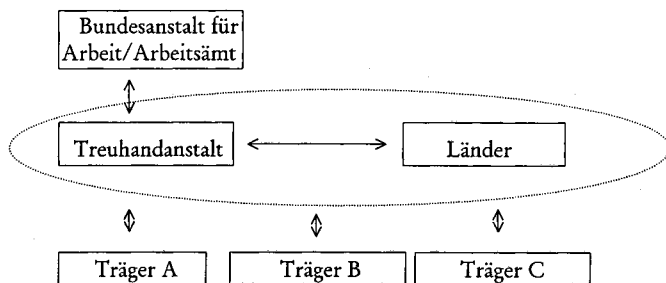 Bundesanstalt für
Arbeit/Arbeitsämt
Treuhandanstalt
Länder
Träger A
Träger B
Träger C